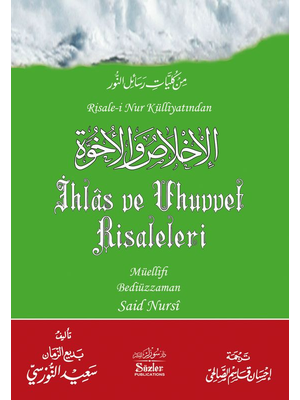 من كليات رسائل النور
Risale-i Nur Külliyatından
الإخلاص والأخوة
İhlâs ve Uhuvvet
Risaleleri
Müellifi
Bediüzzaman
Said Nursî
تأليف
بديع الزمان
سعيد النورسي
Sözler
PUBLICATIONS
ترجمة
إحسان قاسم الصالحي